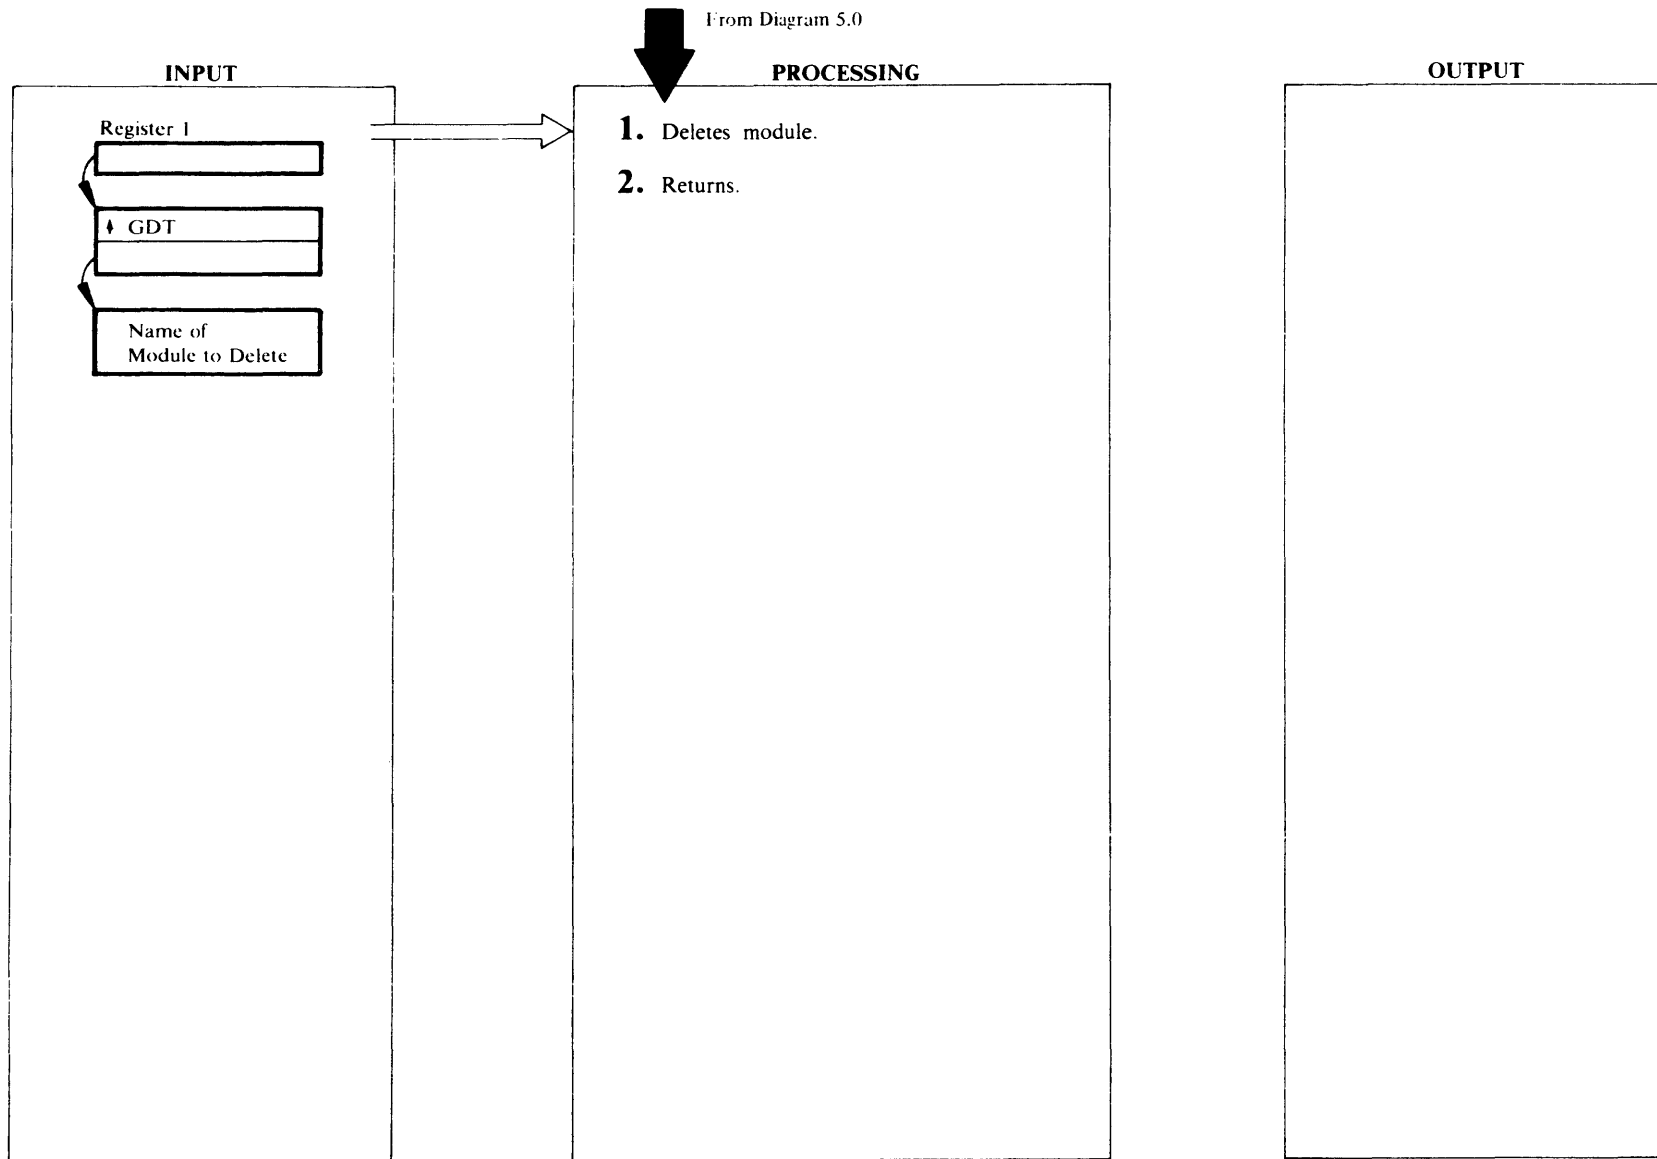 From Diagram 5.0
INPUT
PROCESSING
OUTPUT
Register 1
GDT
Name of
Module to Delete
1. Deletes module.
2. Returns.